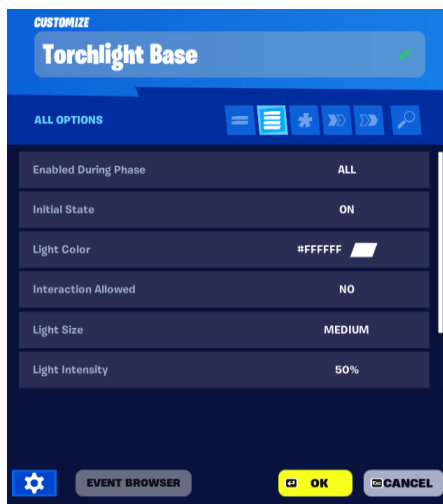 CUSTOMIZE
Torchlight Base
ALL OPTIONS
Enabled During Phase ALL
Initial State ON
Light Color #FFFFFF
Interaction Allowed NO
Light Size MEDIUM
Light Intensity 50%
EVENT BROWSER OK CANCEL